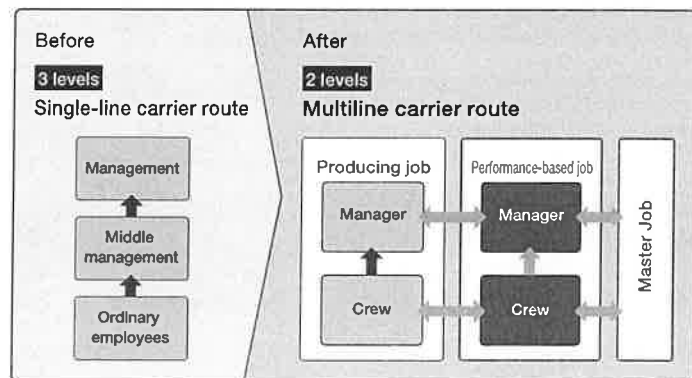 Before
3 levels
Single-line carrier route
Management
Middle
management
Ordinary
employees
After
2 levels
Multiline carrier route
Producing job
Manager
Crew
Performance-based job
Manager
Crew
Master Job